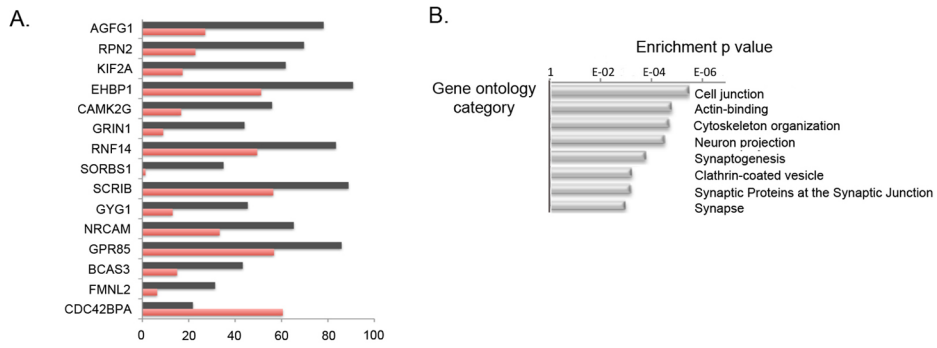 A.
AGFG1
RPN2
KIF2A
EHBP1
CAMK2G
GRIN1
RNF14
SORBS1
SCRIB
GYG1
NRCAM
GPR85
BCAS3
FMNL2
CDC42BPA
0 20 40 60 80 100
B.
Enrichment p value
Gene ontology
category
1 E-02 E-04 E-06
Cell junction
Actin-binding
Cytoskeleton organization
Neuron projection
Synaptogenesis
Clathrin-coated vesicle
Synaptic Proteins at the Synaptic Junction
Synapse